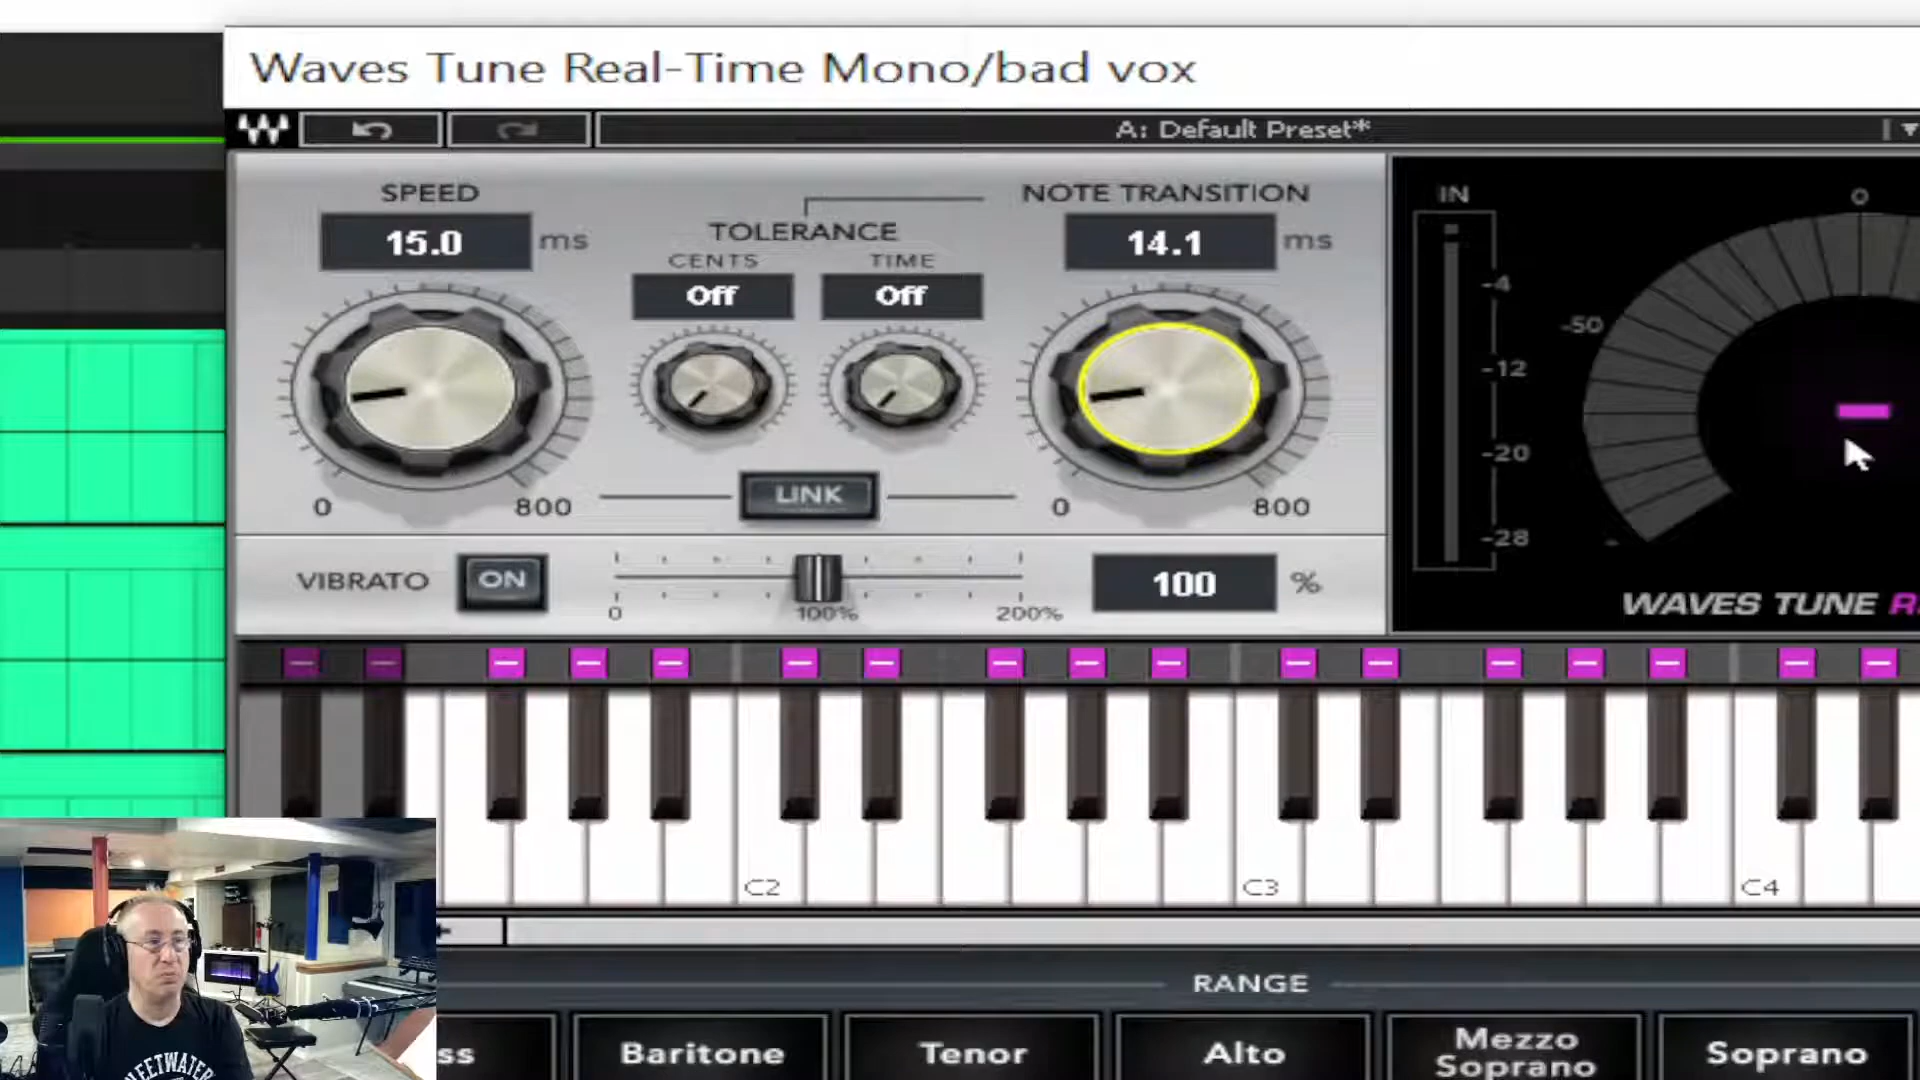 Waves Tune Real-Time Mono/bad vox
A: Default Preset*
SPEED
15.0 ms
0 800
TOLERANCE
CENTS TIME
Off Off
LINK
NOTE TRANSITION
14.1 ms
0 800
VIBRATO ON
0 100% 200%
100 %
IN
-4
-12
-20
-28
0
-50
WAVES TUNE
C2 C3 C4
RANGE
ss Baritone Tenor Alto Mezzo Soprano Soprano